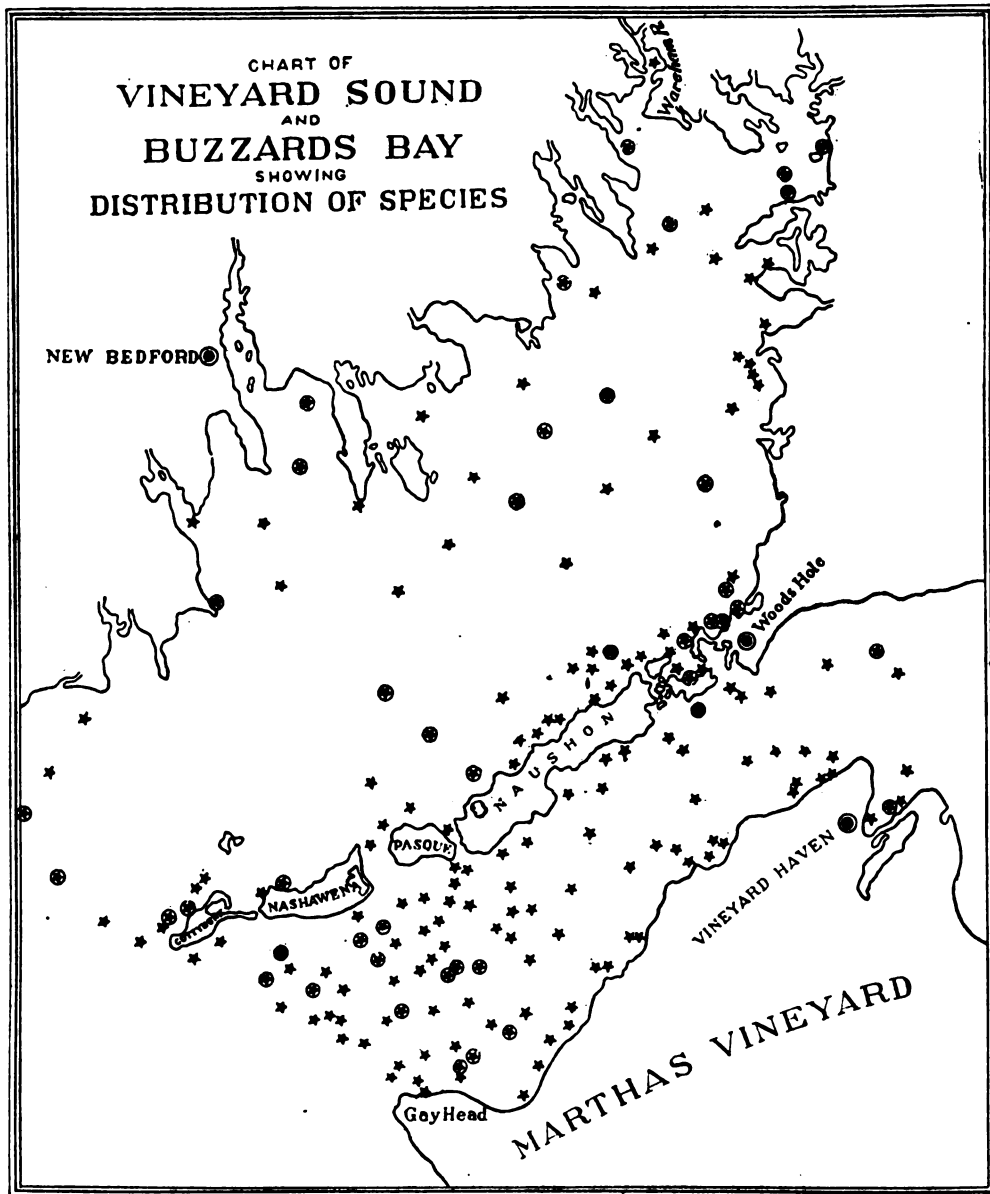 CHART OF
VINEYARD SOUND
AND
BUZZARDS BAY
SHOWING
DISTRIBUTION OF SPECIES
Wareham R
NEW BEDFORD
Woods Hole
NAUSHON
PASQUE
NASHAWENA
VINEYARD HAVEN
MARTHAS VINEYARD
Gay Head